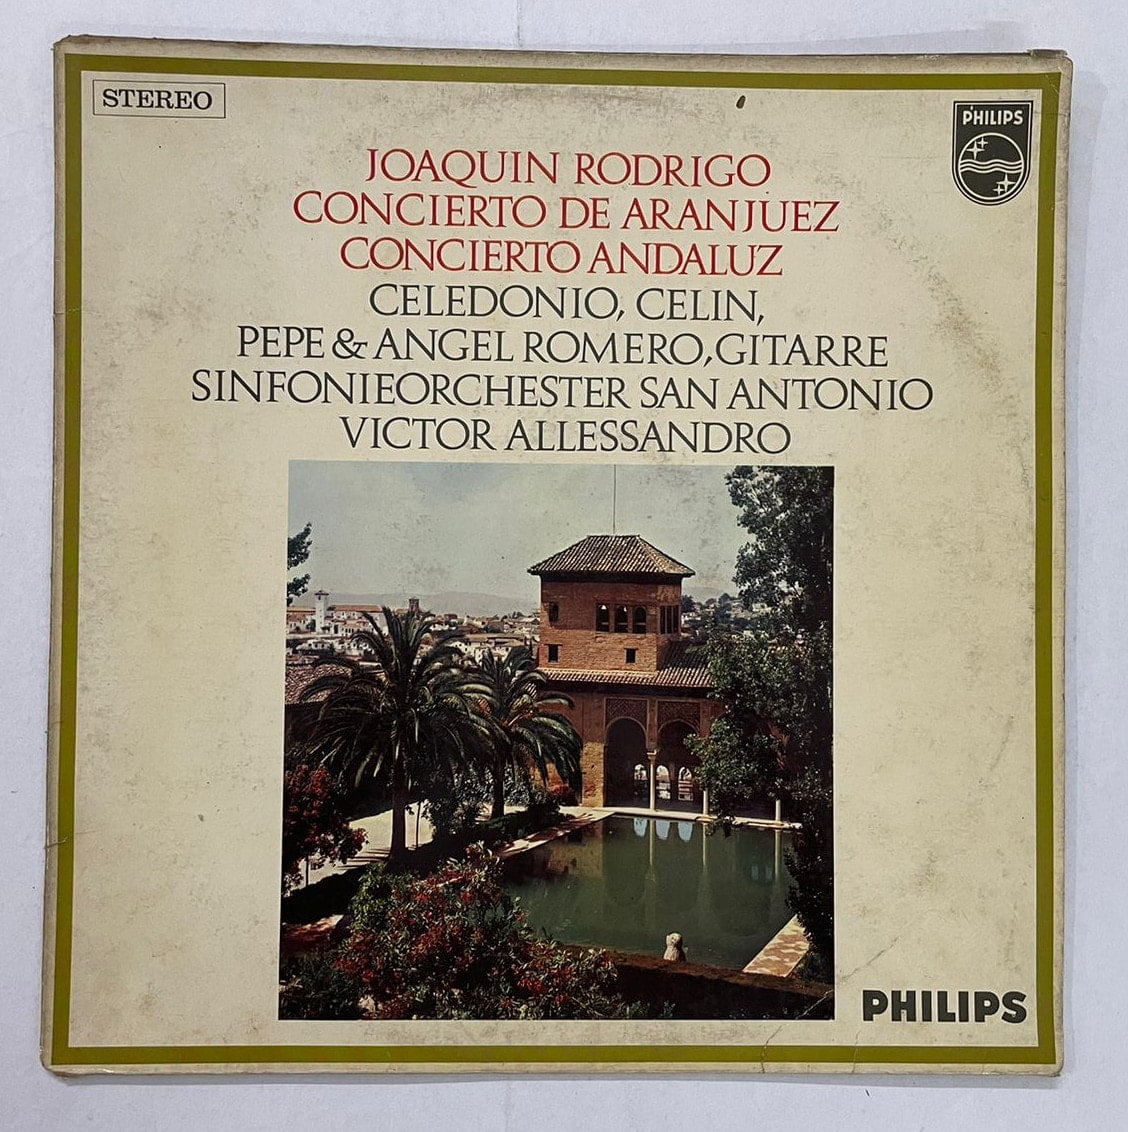 STEREO
PHILIPS
JOAQUIN RODRIGO
CONCIERTO DE ARANJUEZ
CONCIERTO ANDALUZ
CELEDONIO, CELIN,
PEPE & ANGEL ROMERO, GITARRE
SINFONIEORCHESTER SAN ANTONIO
VICTOR ALLESSANDRO
PHILIPS